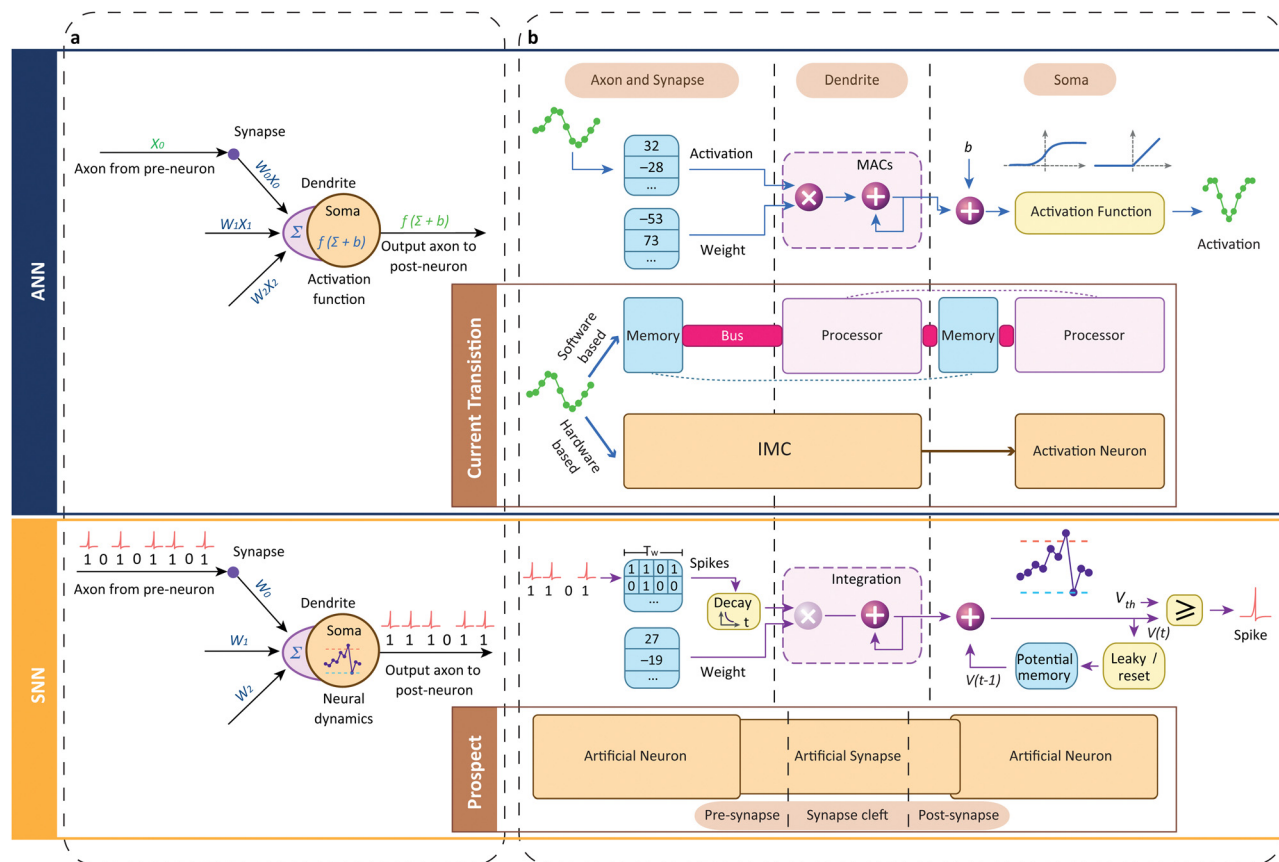 a
b
ANN
X₀
Axon from pre-neuron
Synapse
W₀X₀
Dendrite
W₁X₁
Σ
Soma
f (Σ + b)
f (Σ + b)
Output axon to
post-neuron
W₂X₂
Activation
function
Axon and Synapse
Dendrite
Soma
32
−28
...
Activation
−53
73
...
Weight
MACs
×
+
b
+
Activation Function
Activation
Current Transistion
Software
based
Hardware
based
Memory
Bus
Processor
Memory
Processor
IMC
Activation Neuron
SNN
1 0 1 0 1 1 0 1
Axon from pre-neuron
Synapse
W₀
Dendrite
W₁
Σ
Soma
1 1 1 0 1 1
Output axon to
post-neuron
W₂
Neural
dynamics
1 1 0 1
Tw
1 1 0 1
0 1 0 0
...
Spikes
Decay
t
27
−19
...
Weight
Integration
×
+
+
Vth
≥
V(t)
Spike
V(t-1)
Potential
memory
Leaky /
reset
Prospect
Artificial Neuron
Artificial Synapse
Artificial Neuron
Pre-synapse
Synapse cleft
Post-synapse